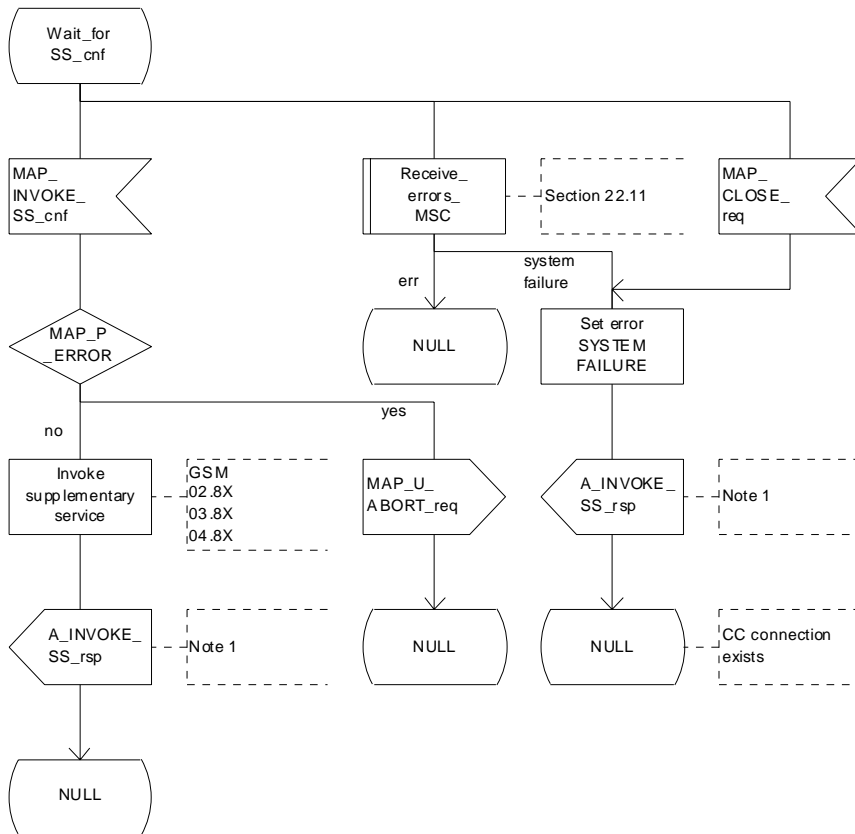 Wait_for
SS_cnf
MAP_
INVOKE_
SS_cnf
Receive_
errors_
MSC
Section 22.11
MAP_
CLOSE_
req
err
system
failure
MAP_P
_ERROR
NULL
Set error
SYSTEM
FAILURE
no
yes
Invoke
supplementary
service
GSM
02.8X
03.8X
04.8X
MAP_U_
ABORT_req
A_INVOKE_
SS_rsp
Note 1
A_INVOKE_
SS_rsp
Note 1
NULL
NULL
CC connection
exists
NULL